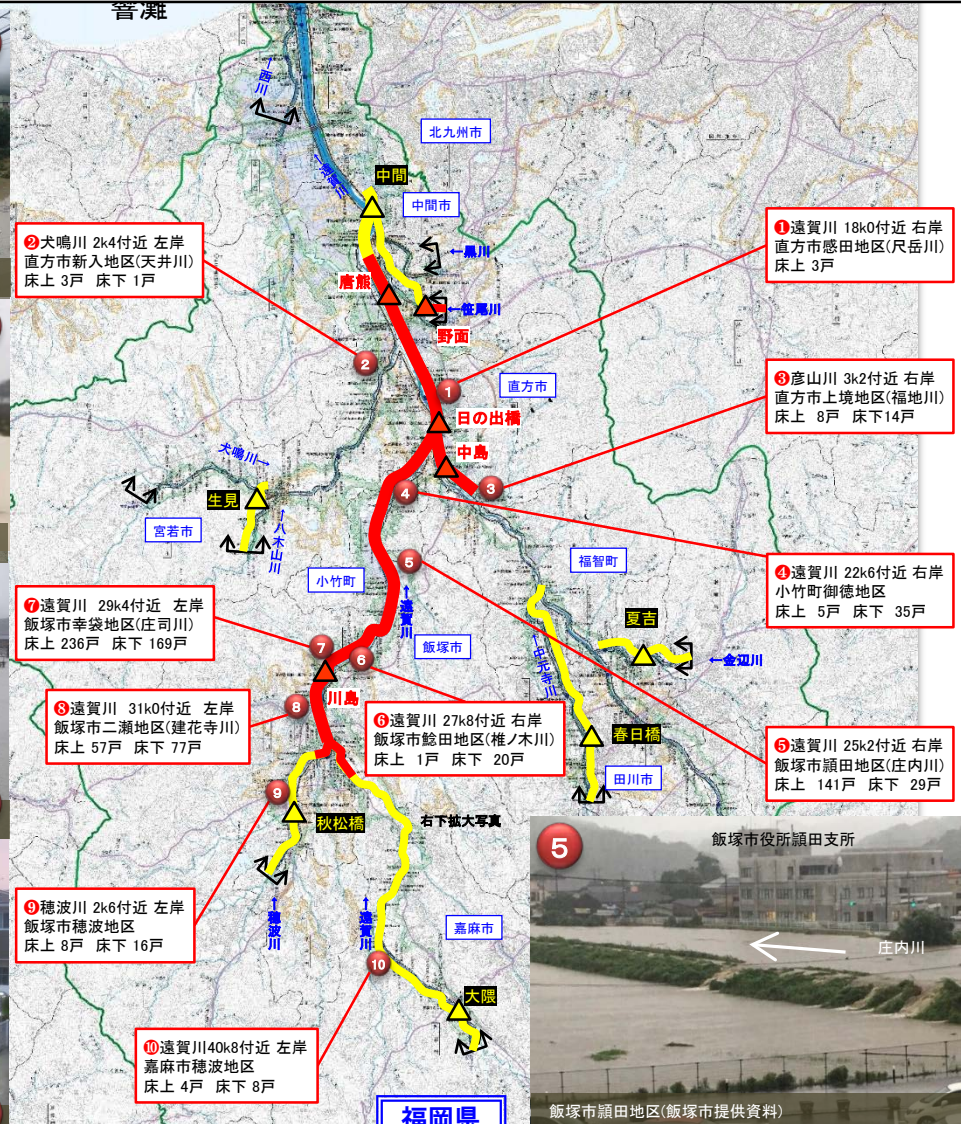 響灘
←西川
北九州市
←遠賀川
中間
中間市
←黒川
唐熊
←笹尾川
野面
❷犬鳴川 2k4付近 左岸
直方市新入地区(天井川)
床上 3戸 床下 1戸
❶遠賀川 18k0付近 右岸
直方市感田地区(尺岳川)
床上 3戸
2
1
直方市
日の出橋
中島
❸彦山川 3k2付近 右岸
直方市上境地区(福地川)
床上 8戸 床下14戸
犬鳴川→
生見
宮若市
←八木山川
4
3
5
小竹町
←遠賀川
福智町
❹遠賀川 22k6付近 右岸
小竹町御徳地区
床上 5戸 床下 35戸
❼遠賀川 29k4付近 左岸
飯塚市幸袋地区(庄司川)
床上 236戸 床下 169戸
飯塚市
夏吉
←金辺川
←中元寺川
7
6
川島
8
❽遠賀川 31k0付近 左岸
飯塚市二瀬地区(建花寺川)
床上 57戸 床下 77戸
❻遠賀川 27k8付近 右岸
飯塚市鯰田地区(椎ノ木川)
床上 1戸 床下 20戸
春日橋
田川市
❺遠賀川 25k2付近 右岸
飯塚市頴田地区(庄内川)
床上 141戸 床下 29戸
9
秋松橋
右下拡大写真
❾穂波川 2k6付近 左岸
飯塚市穂波地区
床上 8戸 床下 16戸
←穂波川
←遠賀川
嘉麻市
10
大隈
❿遠賀川40k8付近 左岸
嘉麻市穂波地区
床上 4戸 床下 8戸
福岡県
5
飯塚市役所頴田支所
庄内川
飯塚市頴田地区(飯塚市提供資料)